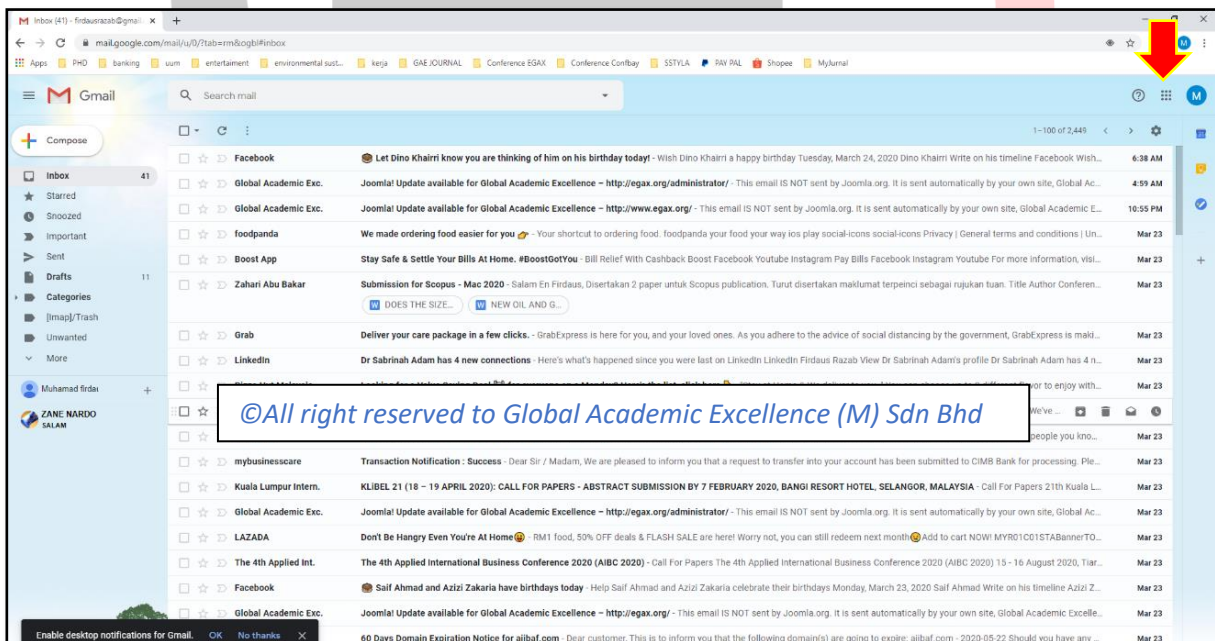 Inbox (41) - firdausrazab@gmail.
mail.google.com/mail/u/0/?tab=rm&ogbl#inbox
Apps PHD banking uum entertaiment environmental sust... kerja GAE JOURNAL Conference EGAX Conference Confbay SSTYLA PAY PAL Shopee MyJurnal
M
Gmail
Search mail
M
Compose
1–100 of 2,449
Inbox 41
Starred
Snoozed
Important
Sent
Drafts 11
Categories
[Imap]/Trash
Unwanted
More
Muhamad firdau
ZANE NARDO
SALAM
Facebook Let Dino Khairri know you are thinking of him on his birthday today! - Wish Dino Khairri a happy birthday Tuesday, March 24, 2020 Dino Khairri Write on his timeline Facebook Wish... 6:38 AM
Global Academic Exc. Joomla! Update available for Global Academic Excellence – http://egax.org/administrator/ - This email IS NOT sent by Joomla.org. It is sent automatically by your own site, Global Ac... 4:59 AM
Global Academic Exc. Joomla! Update available for Global Academic Excellence – http://www.egax.org/ - This email IS NOT sent by Joomla.org. It is sent automatically by your own site, Global Academic E... 10:55 PM
foodpanda We made ordering food easier for you 👉 - Your shortcut to ordering food. foodpanda your food your way ios play social-icons social-icons Privacy | General terms and conditions | Un... Mar 23
Boost App Stay Safe & Settle Your Bills At Home. #BoostGotYou - Bill Relief With Cashback Boost Facebook Youtube Instagram Pay Bills Facebook Instagram Youtube For more information, visi... Mar 23
Zahari Abu Bakar Submission for Scopus - Mac 2020 - Salam En Firdaus, Disertakan 2 paper untuk Scopus publication. Turut disertakan maklumat terpeinci sebagai rujukan tuan. Title Author Conferen... Mar 23
W DOES THE SIZE... W NEW OIL AND G...
Grab Deliver your care package in a few clicks. - GrabExpress is here for you, and your loved ones. As you adhere to the advice of social distancing by the government, GrabExpress is maki... Mar 23
LinkedIn Dr Sabrinah Adam has 4 new connections - Here's what's happened since you were last on LinkedIn LinkedIn Firdaus Razab View Dr Sabrinah Adam's profile Dr Sabrinah Adam has 4 n... Mar 23
to enjoy with... Mar 23
©All right reserved to Global Academic Excellence (M) Sdn Bhd
We've ...
people you kno... Mar 23
mybusinesscare Transaction Notification : Success - Dear Sir / Madam, We are pleased to inform you that a request to transfer into your account has been submitted to CIMB Bank for processing. Ple... Mar 23
Kuala Lumpur Intern. KLiBEL 21 (18 – 19 APRIL 2020): CALL FOR PAPERS - ABSTRACT SUBMISSION BY 7 FEBRUARY 2020, BANGI RESORT HOTEL, SELANGOR, MALAYSIA - Call For Papers 21th Kuala L... Mar 23
Global Academic Exc. Joomla! Update available for Global Academic Excellence – http://egax.org/administrator/ - This email IS NOT sent by Joomla.org. It is sent automatically by your own site, Global Ac... Mar 23
LAZADA Don't Be Hangry Even You're At Home - RM1 food, 50% OFF deals & FLASH SALE are here! Worry not, you can still redeem next month Add to cart NOW! MYR01C01STABannerTO... Mar 23
The 4th Applied Int. The 4th Applied International Business Conference 2020 (AIBC 2020) - Call For Papers The 4th Applied International Business Conference 2020 (AIBC 2020) 15 - 16 August 2020, Tiar... Mar 23
Facebook Saif Ahmad and Azizi Zakaria have birthdays today - Help Saif Ahmad and Azizi Zakaria celebrate their birthdays Monday, March 23, 2020 Saif Ahmad Write on his timeline Azizi Z... Mar 23
Global Academic Exc. Joomla! Update available for Global Academic Excellence – http://egax.org/ - This email IS NOT sent by Joomla.org. It is sent automatically by your own site, Global Academic Excelle... Mar 23
60 Days Domain Expiration Notice for aiibaf.com - Dear customer, This is to inform you that the following domain(s) are going to expire: aiibaf.com - 2020-05-22 Should you have any ... Mar 23
Enable desktop notifications for Gmail. OK No thanks